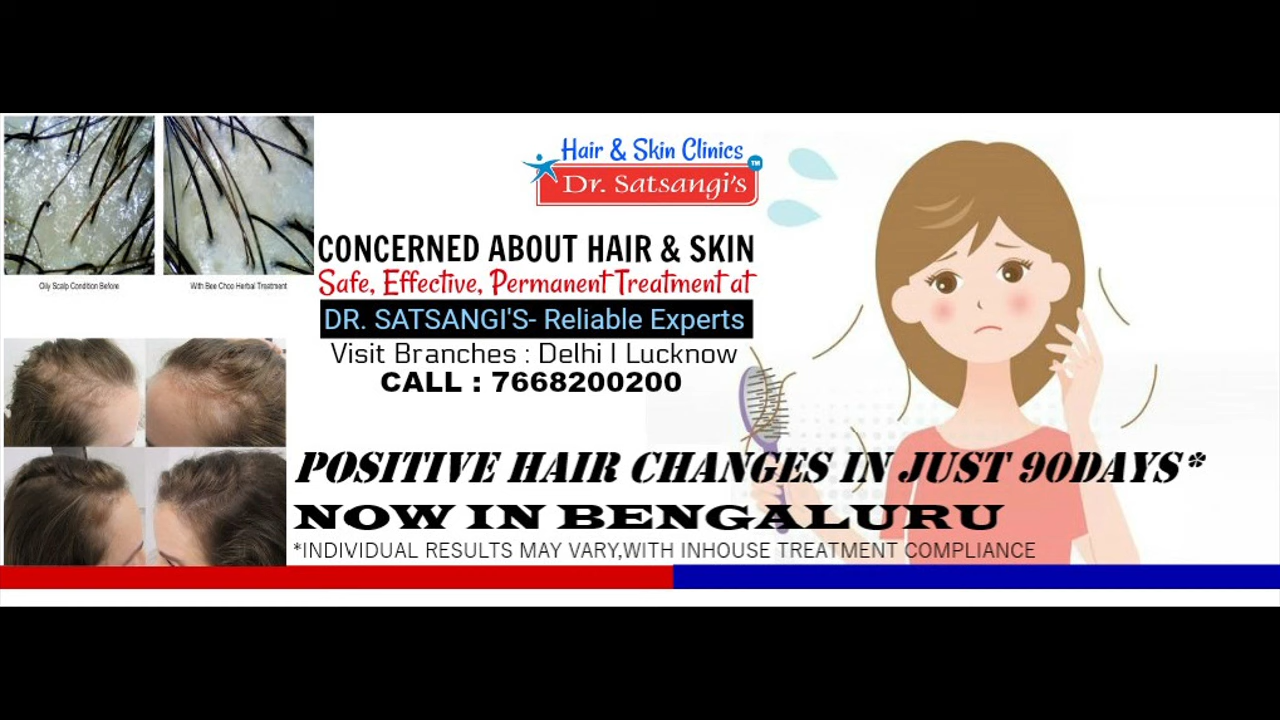 Hair & Skin Clinics
Dr. Satsangi's TM
Oily Scalp Condition Before
With Bee Choo Herbal Treatment
CONCERNED ABOUT HAIR & SKIN
Safe, Effective, Permanent Treatment at
DR. SATSANGI'S- Reliable Experts
Visit Branches : Delhi I Lucknow
CALL : 7668200200
POSITIVE HAIR CHANGES IN JUST 90DAYS*
NOW IN BENGALURU
*INDIVIDUAL RESULTS MAY VARY,WITH INHOUSE TREATMENT COMPLIANCE